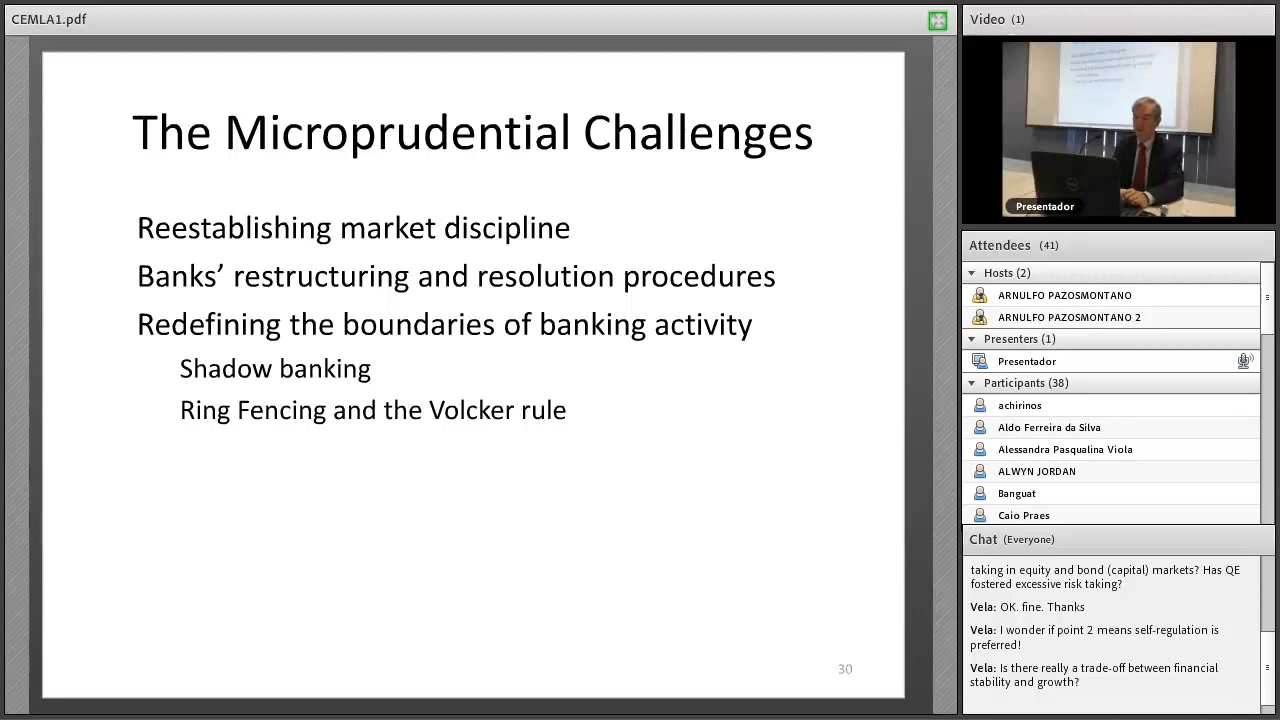 CEMLA1.pdf
The Microprudential Challenges
Reestablishing market discipline
Banks’ restructuring and resolution procedures
Redefining the boundaries of banking activity
Shadow banking
Ring Fencing and the Volcker rule
30
Video (1)
Presentador
Attendees (41)
Hosts (2)
ARNULFO PAZOSMONTANO
ARNULFO PAZOSMONTANO 2
Presenters (1)
Presentador
Participants (38)
achirinos
Aldo Ferreira da Silva
Alessandra Pasqualina Viola
ALWYN JORDAN
Banguat
Caio Praes
Chat (Everyone)
taking in equity and bond (capital) markets? Has QE
fostered excessive risk taking?
Vela: OK. fine. Thanks
Vela: I wonder if point 2 means self-regulation is
preferred!
Vela: Is there really a trade-off between financial
stability and growth?